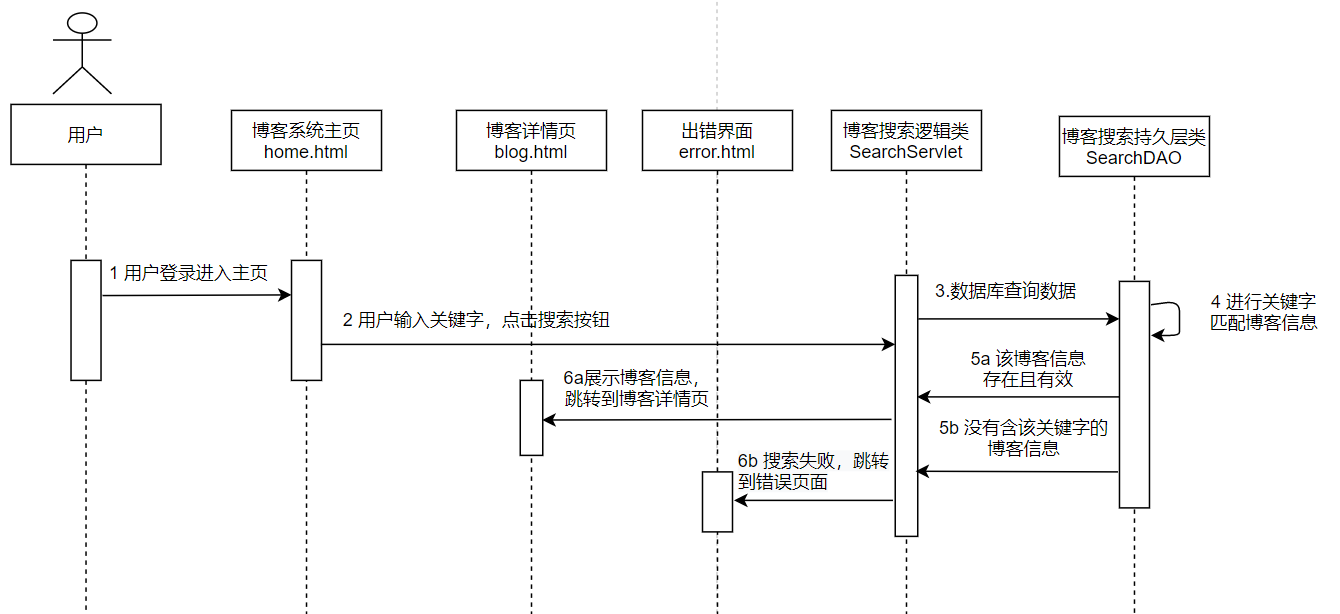 用户
博客系统主页
home.html
博客详情页
blog.html
出错界面
error.html
博客搜索逻辑类
SearchServlet
博客搜索持久层类
SearchDAO
1 用户登录进入主页
2 用户输入关键字，点击搜索按钮
3.数据库查询数据
4 进行关键字
匹配博客信息
5a 该博客信息
存在且有效
6a展示博客信息，
跳转到博客详情页
5b 没有含该关键字的
博客信息
6b 搜索失败，跳转
到错误页面